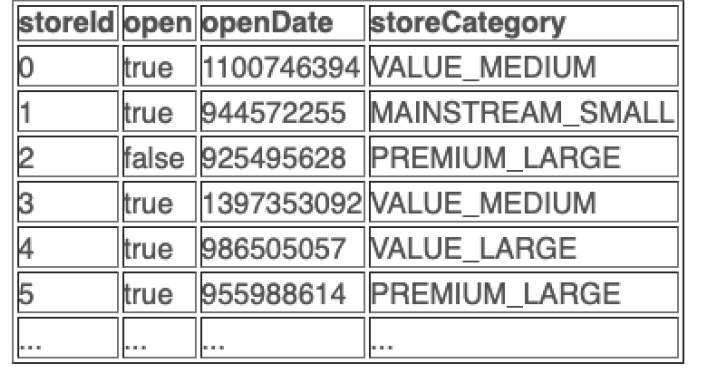 storeId open openDate storeCategory
0 true 1100746394 VALUE_MEDIUM
1 true 944572255 MAINSTREAM_SMALL
2 false 925495628 PREMIUM_LARGE
3 true 1397353092 VALUE_MEDIUM
4 true 986505057 VALUE_LARGE
5 true 955988614 PREMIUM_LARGE
... ... ... ...